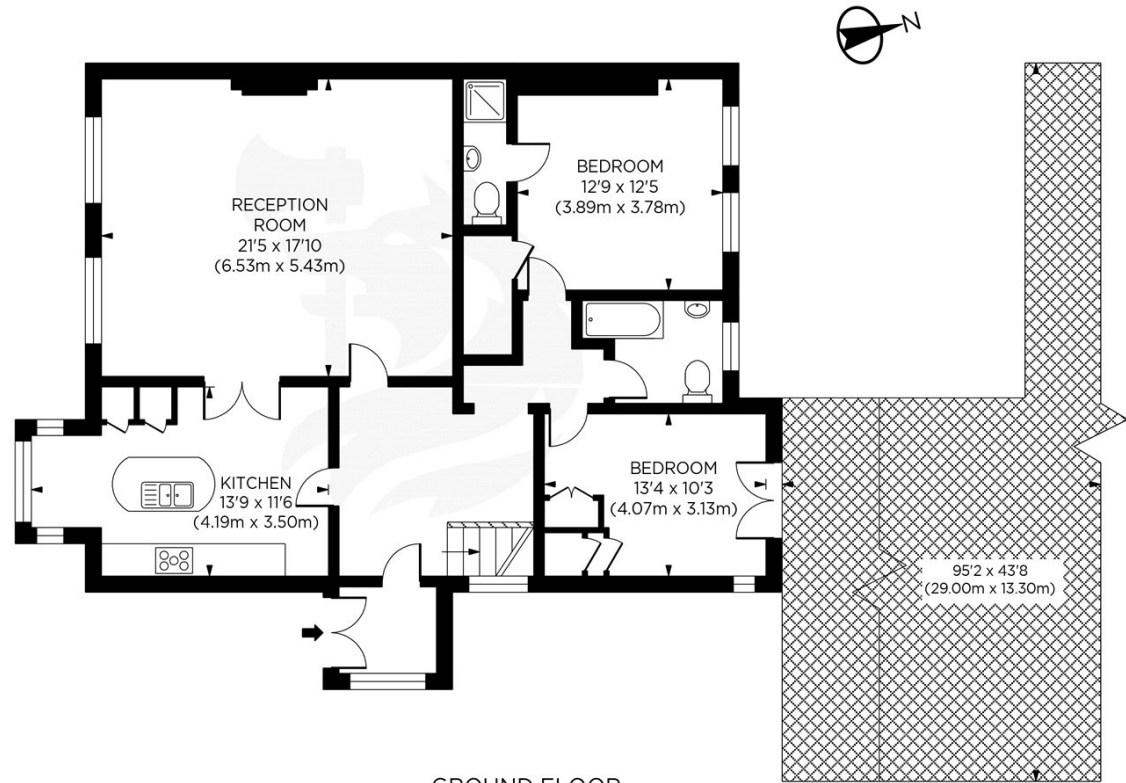 N
RECEPTION
ROOM
21'5 x 17'10
(6.53m x 5.43m)
BEDROOM
12'9 x 12'5
(3.89m x 3.78m)
KITCHEN
13'9 x 11'6
(4.19m x 3.50m)
BEDROOM
13'4 x 10'3
(4.07m x 3.13m)
95'2 x 43'8
(29.00m x 13.30m)
GROUND FLOOR